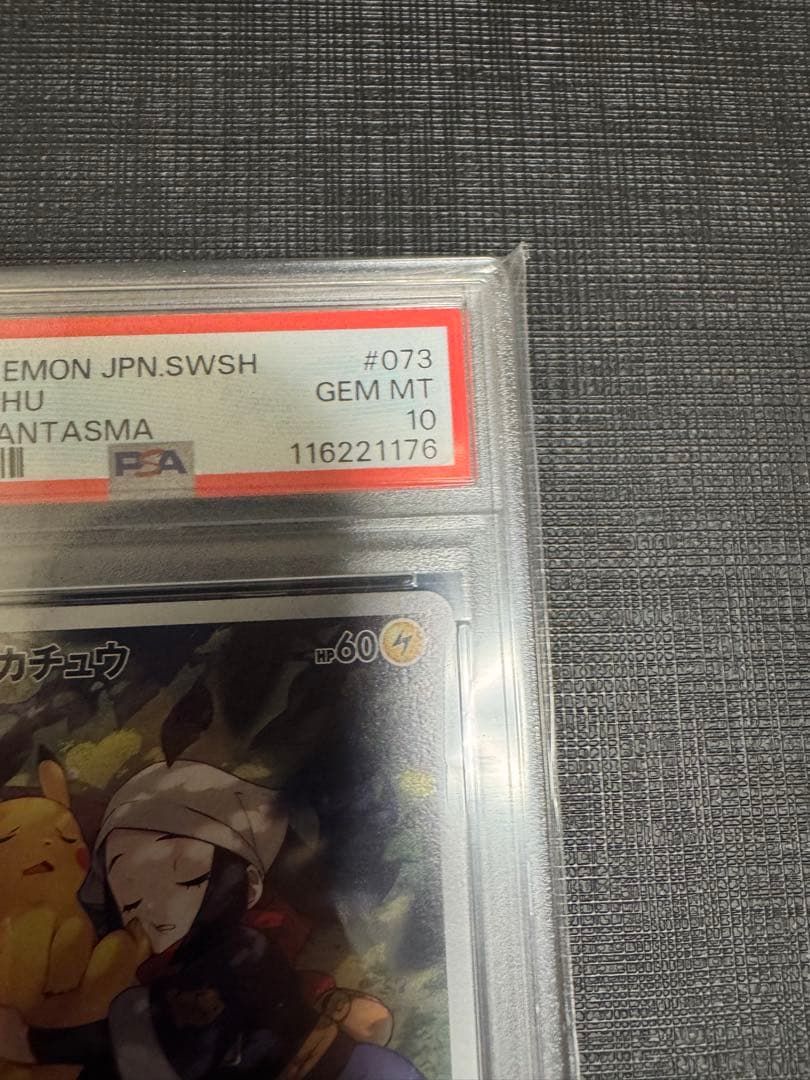 EMON JPN.SWSH #073
HU GEM MT
ANTASMA 10
PSA 116221176
カチュウ HP60